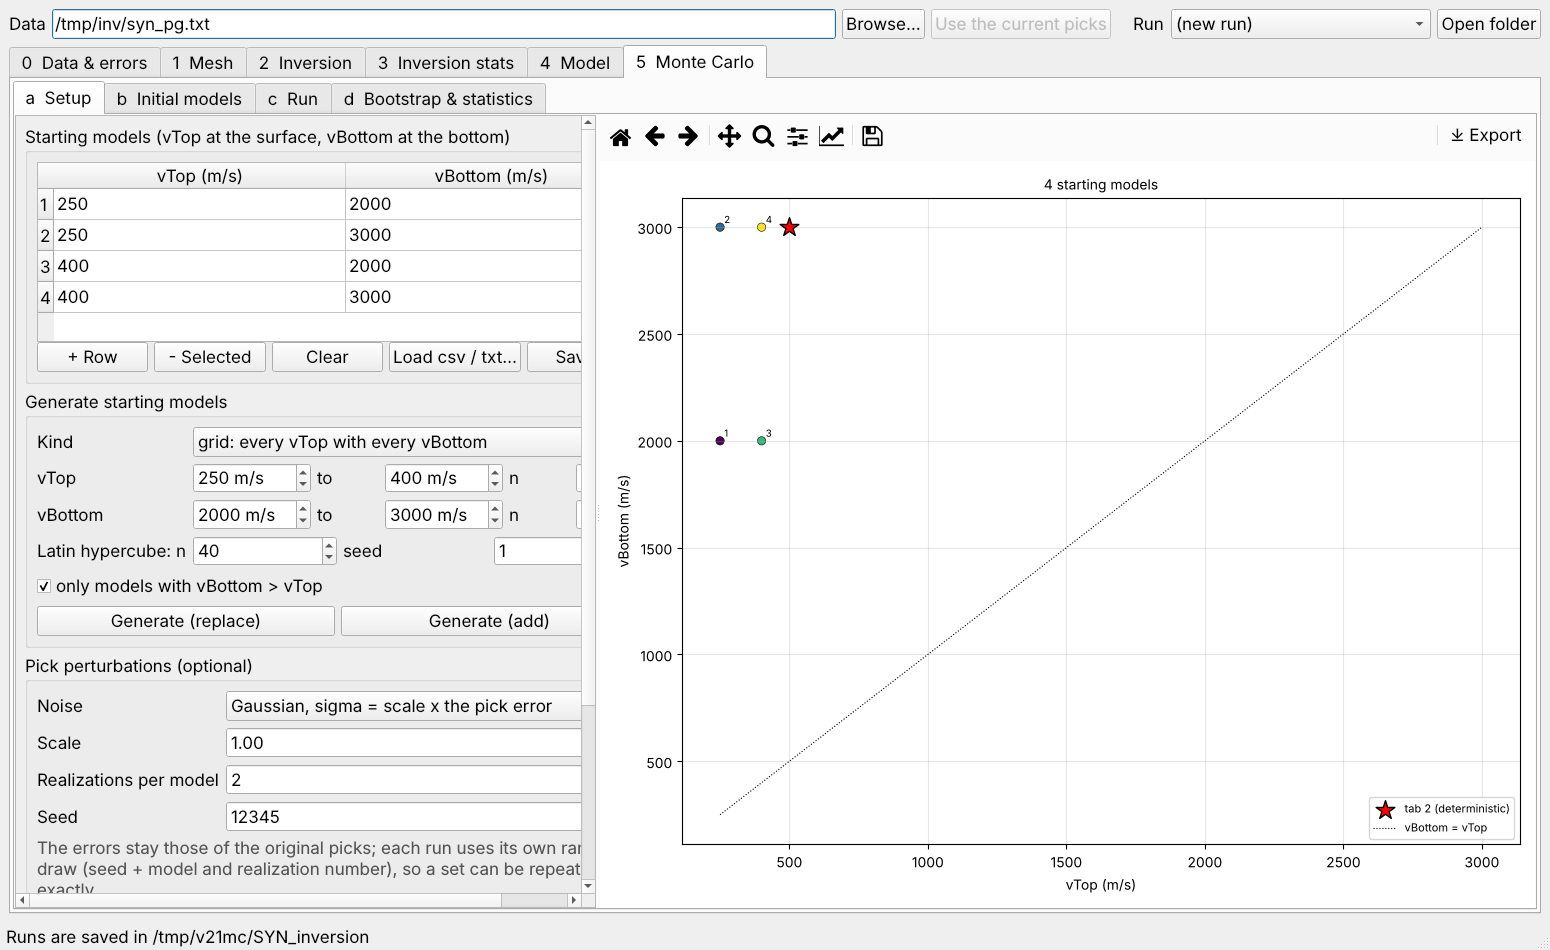 Data /tmp/inv/syn_pg.txt Browse... Use the current picks Run (new run) Open folder
0 Data & errors 1 Mesh 2 Inversion 3 Inversion stats 4 Model 5 Monte Carlo
a Setup b Initial models c Run d Bootstrap & statistics
Starting models (vTop at the surface, vBottom at the bottom)
vTop (m/s) vBottom (m/s)
1 250 2000
2 250 3000
3 400 2000
4 400 3000
+ Row - Selected Clear Load csv / txt... Sav
Generate starting models
Kind grid: every vTop with every vBottom
vTop 250 m/s to 400 m/s n
vBottom 2000 m/s to 3000 m/s n
Latin hypercube: n 40 seed 1
only models with vBottom > vTop
Generate (replace) Generate (add)
Pick perturbations (optional)
Noise Gaussian, sigma = scale x the pick error
Scale 1.00
Realizations per model 2
Seed 12345
The errors stay those of the original picks; each run uses its own ran
draw (seed + model and realization number), so a set can be repeat
exactly
Export
4 starting models
3000
2500
2000
1500
1000
500
vBottom (m/s)
2 4
1 3
500 1000 1500 2000 2500 3000
vTop (m/s)
tab 2 (deterministic)
vBottom = vTop
Runs are saved in /tmp/v21mc/SYN_inversion